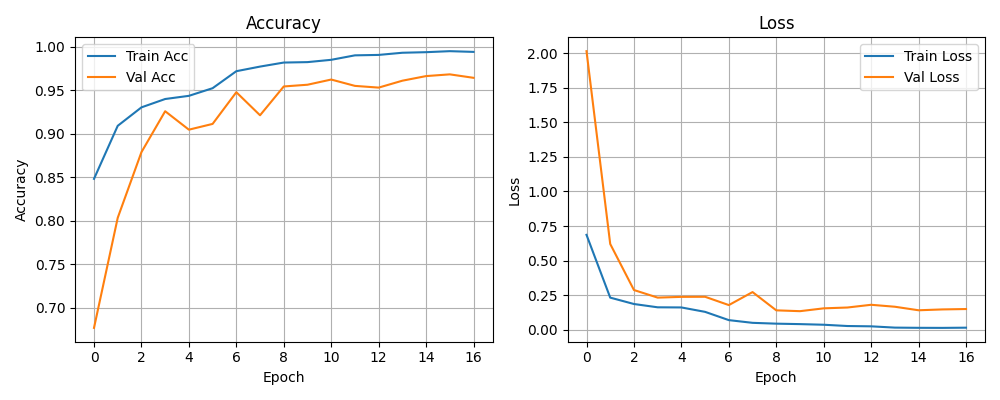 Accuracy
1.00
0.95
0.90
0.85
0.80
0.75
0.70
Accuracy
Train Acc
Val Acc
0 2 4 6 8 10 12 14 16
Epoch
Loss
2.00
1.75
1.50
1.25
1.00
0.75
0.50
0.25
0.00
Loss
Train Loss
Val Loss
0 2 4 6 8 10 12 14 16
Epoch